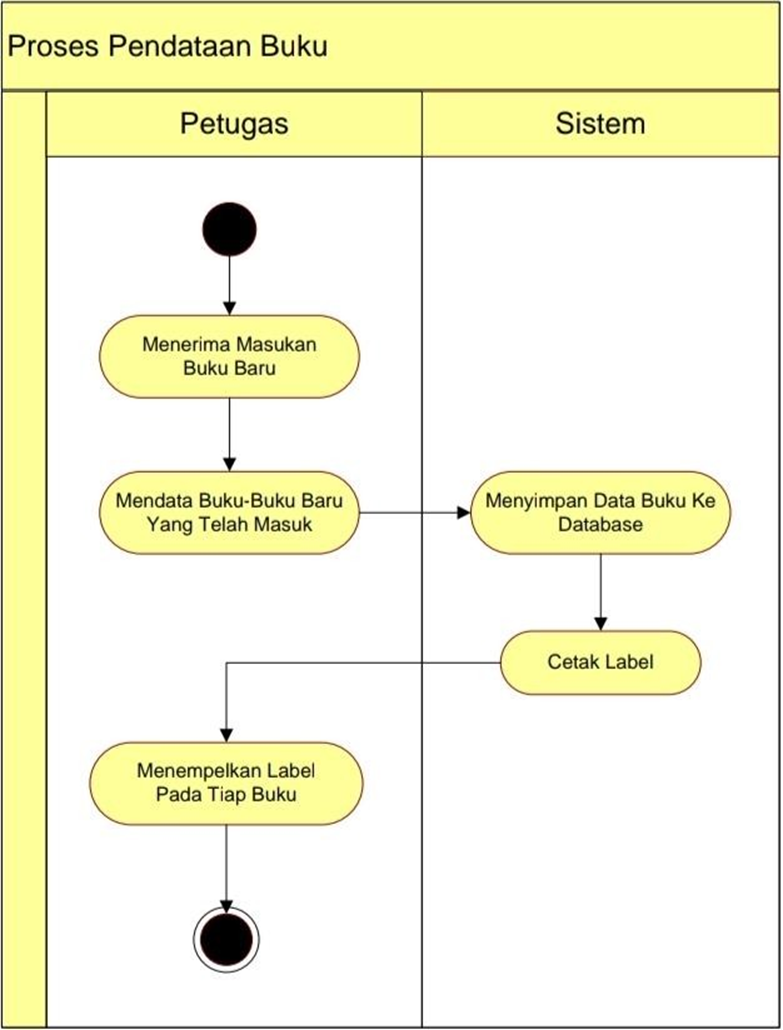 Proses Pendataan Buku
Petugas
Sistem
Menerima Masukan
Buku Baru
Mendata Buku-Buku Baru
Yang Telah Masuk
Menyimpan Data Buku Ke
Database
Cetak Label
Menempelkan Label
Pada Tiap Buku